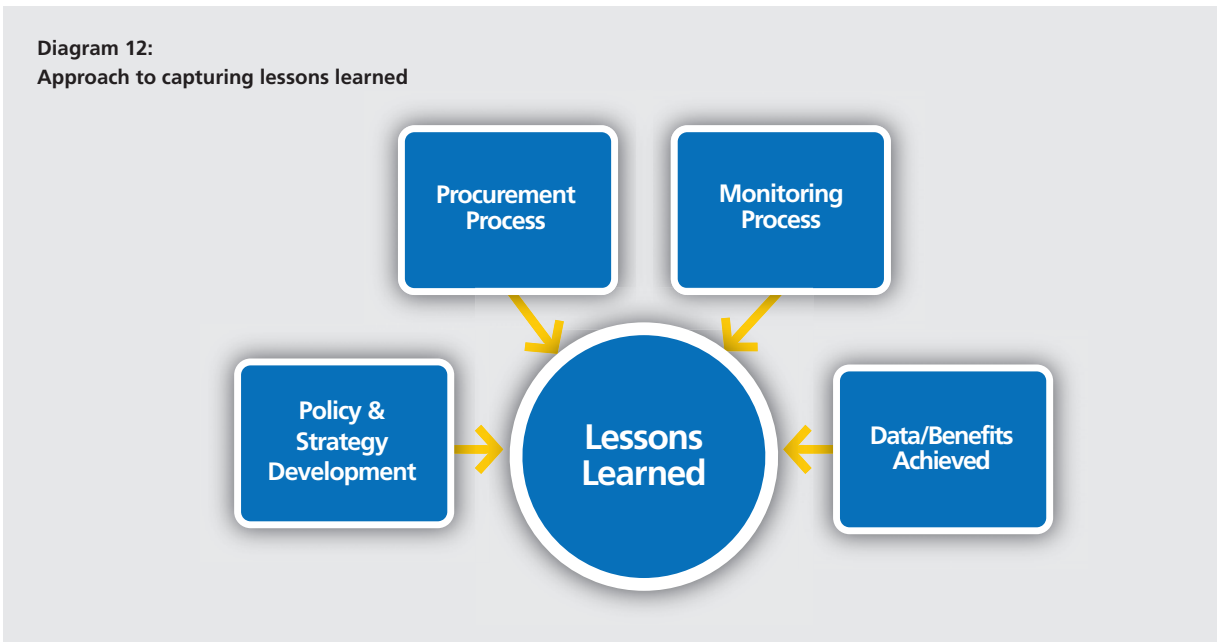 Diagram 12:
Approach to capturing lessons learned
Procurement
Process
Monitoring
Process
Policy &
Strategy
Development
Lessons
Learned
Data/Benefits
Achieved